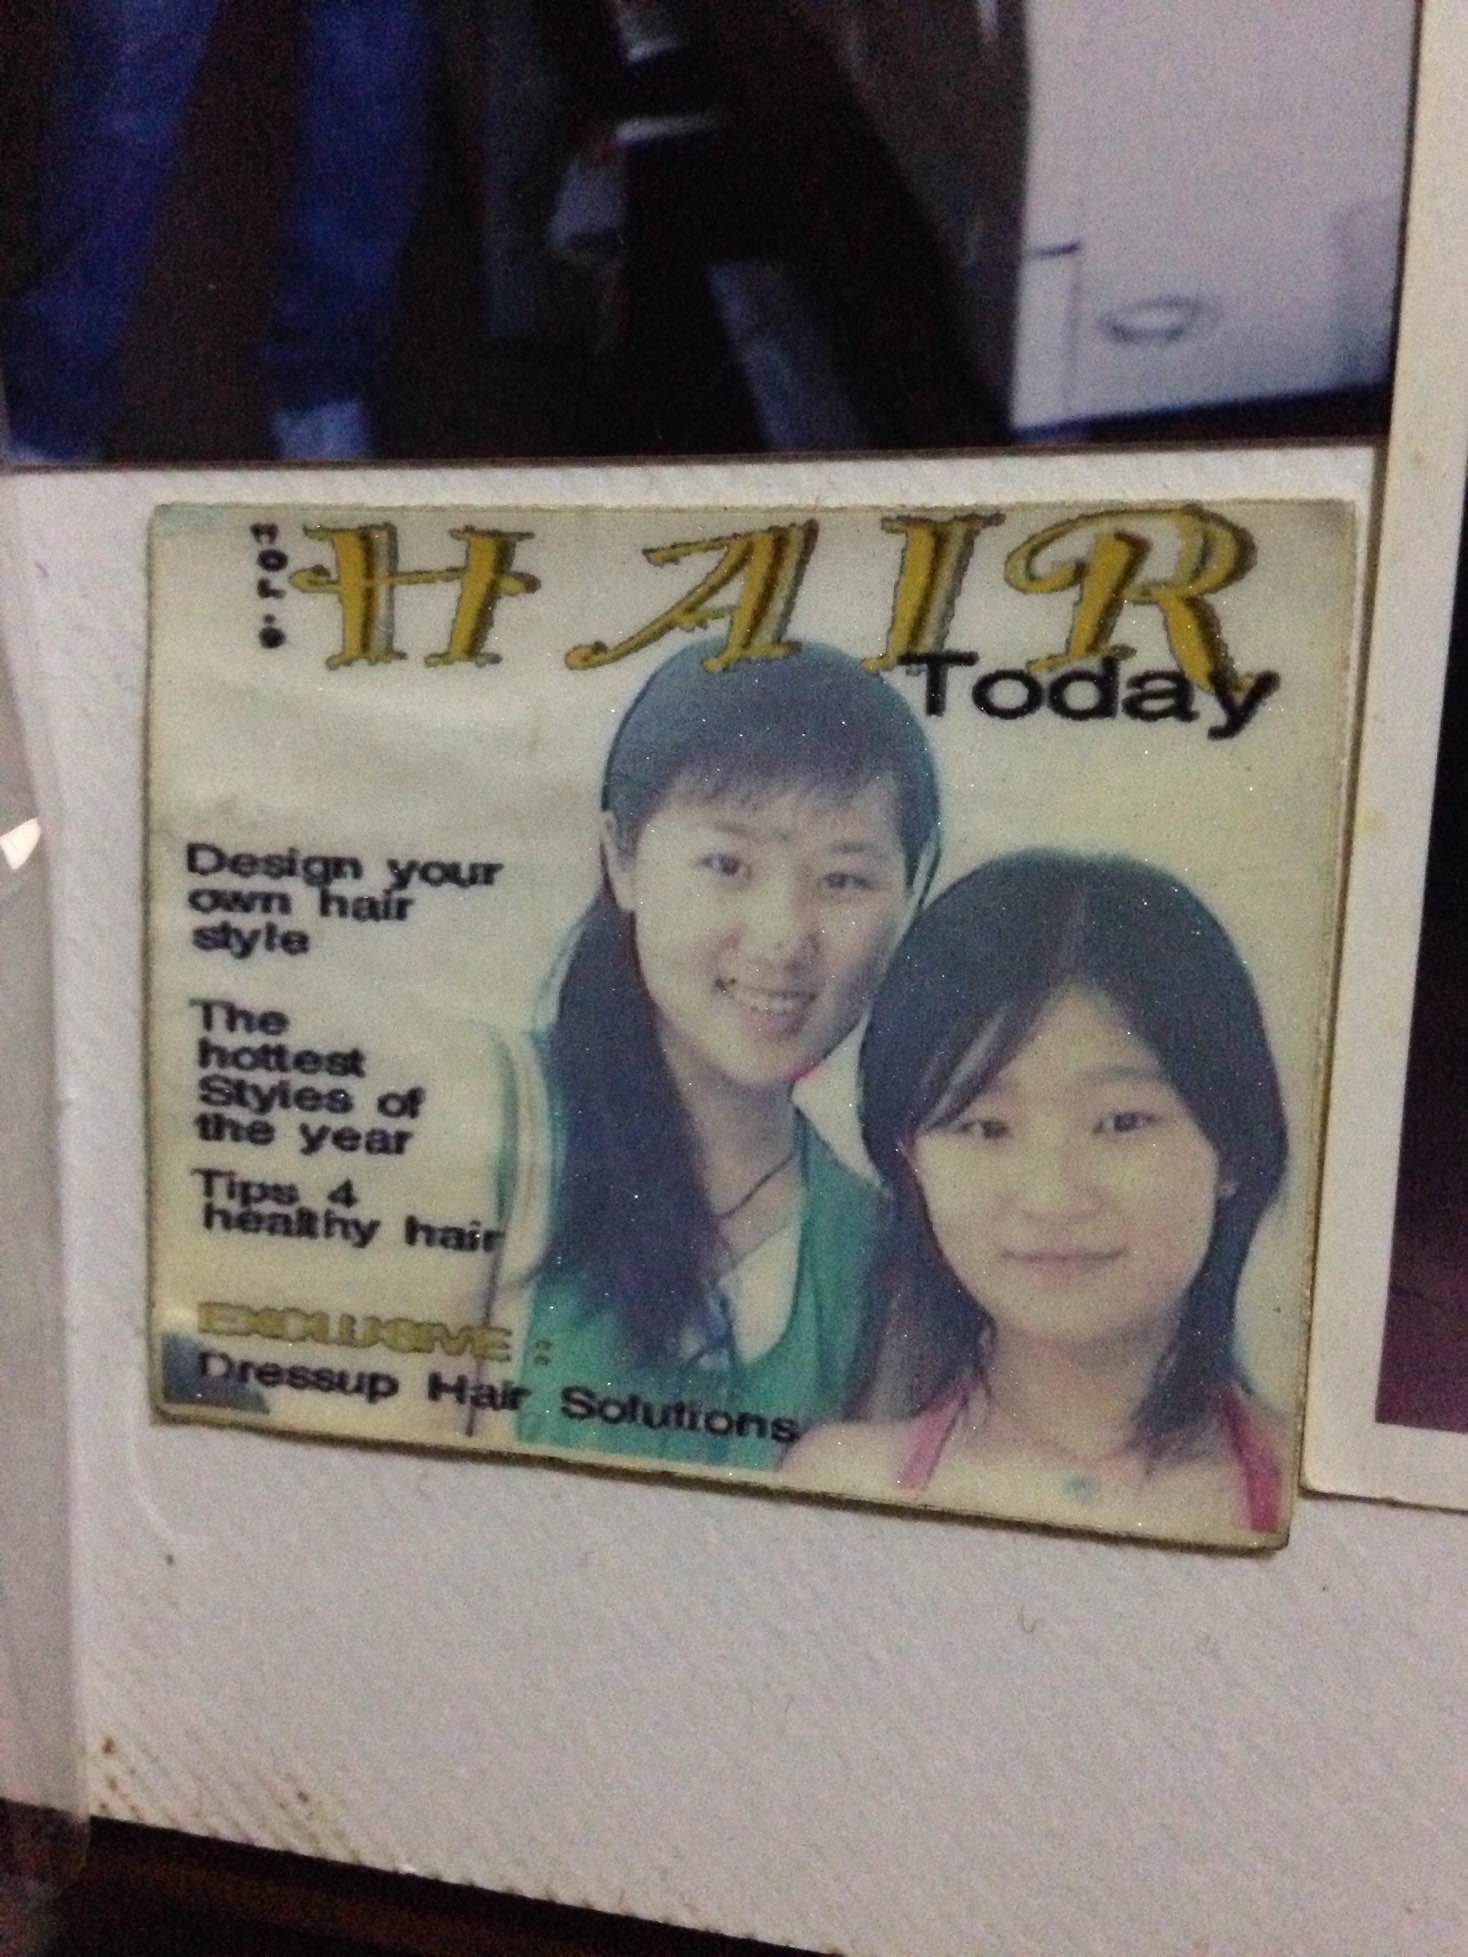 HAIR
Today
Design your
own hair
style
The
hottest
Styles of
the year
Tips 4
healthy hair
EXCLUSIVE :
Dressup Hair Solutions